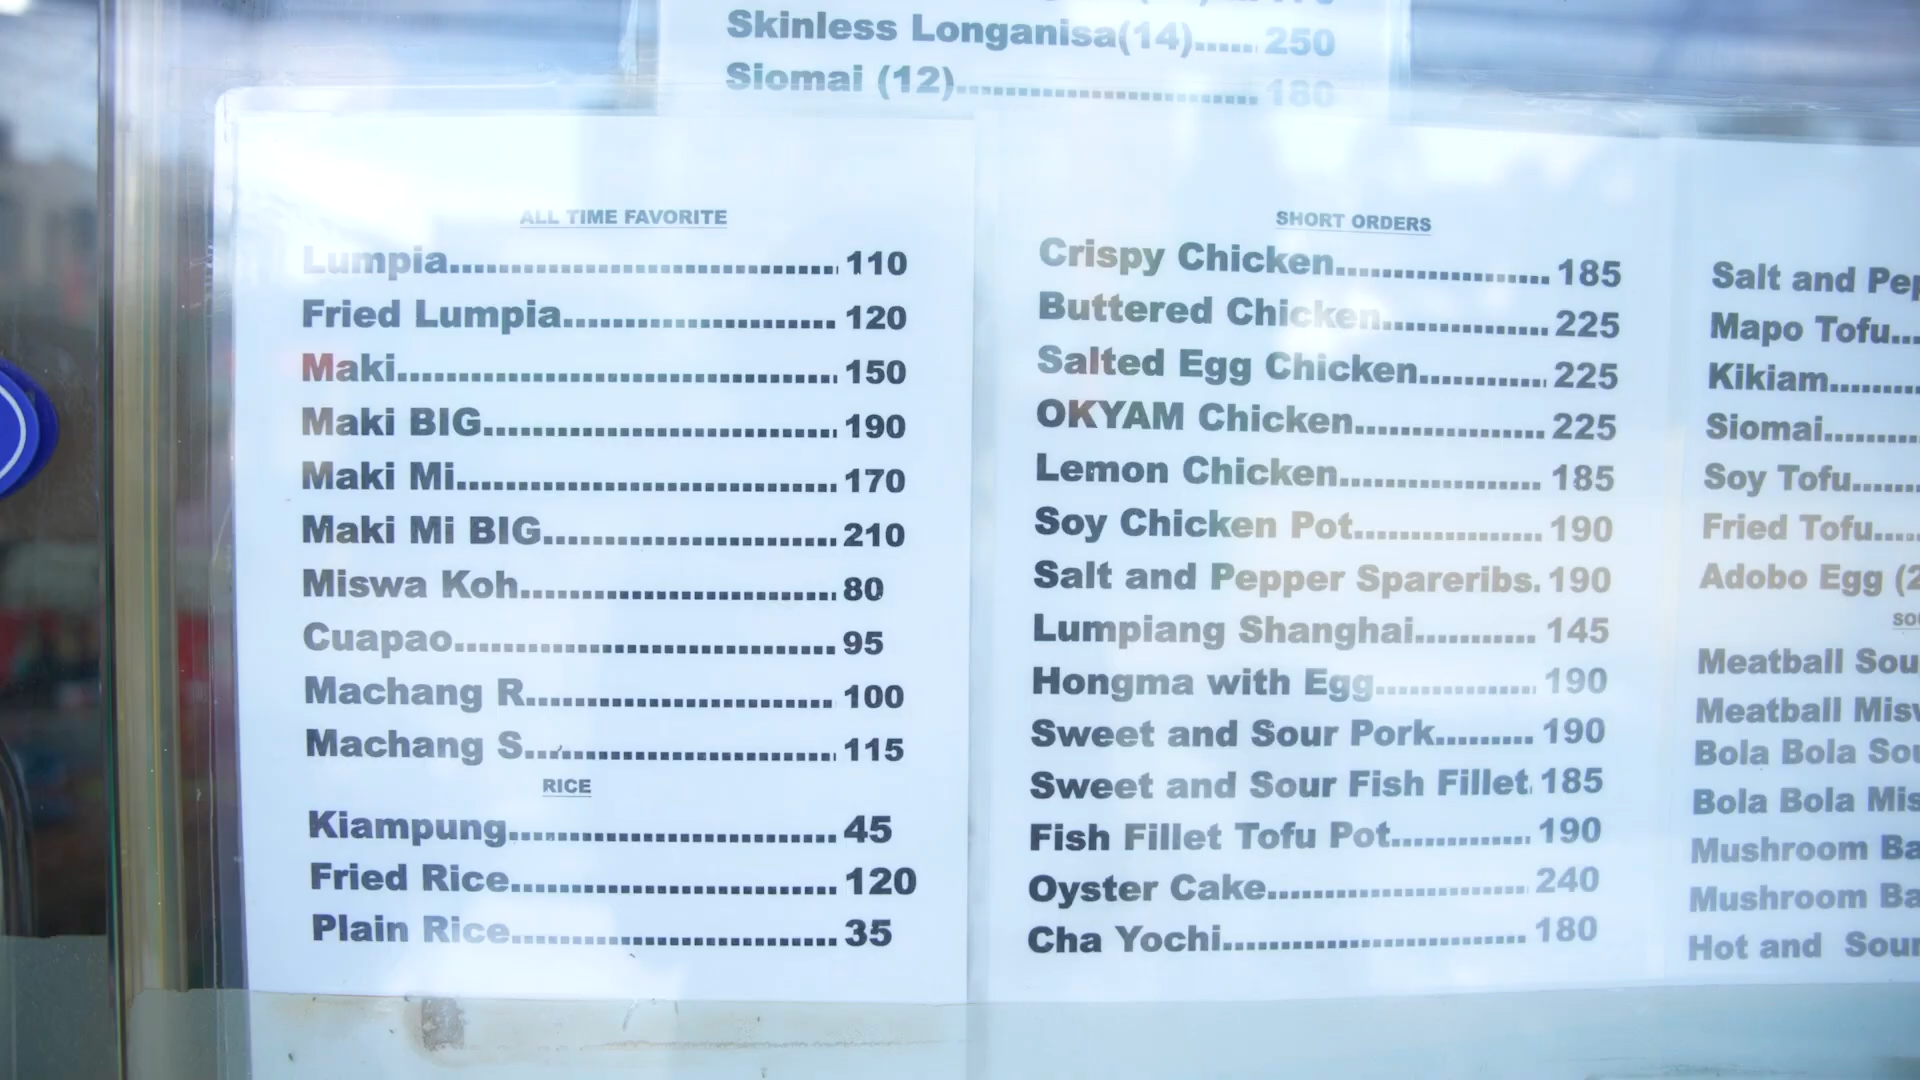 Skinless Longanisa(14)...... 250
Siomai (12)............................. 180
ALL TIME FAVORITE
Lumpia........................................ 110
Fried Lumpia............................ 120
Maki............................................. 150
Maki BIG.................................... 190
Maki Mi....................................... 170
Maki Mi BIG.............................. 210
Miswa Koh................................ 80
Cuapao....................................... 95
Machang R............................... 100
Machang S............................... 115
RICE
Kiampung................................. 45
Fried Rice................................. 120
Plain Rice................................. 35
SHORT ORDERS
Crispy Chicken...................... 185
Buttered Chicken................. 225
Salted Egg Chicken............. 225
OKYAM Chicken.................... 225
Lemon Chicken..................... 185
Soy Chicken Pot................... 190
Salt and Pepper Spareribs. 190
Lumpiang Shanghai............ 145
Hongma with Egg................ 190
Sweet and Sour Pork.......... 190
Sweet and Sour Fish Fillet. 185
Fish Fillet Tofu Pot.............. 190
Oyster Cake........................... 240
Cha Yochi............................... 180
Salt and
Mapo Tofu...
Kikiam.........
Siomai.........
Soy Tofu.......
Fried Tofu.....
Adobo Egg (2
Meatball
Meatball
Bola Bola
Bola Bola
Mushroom
Mushroom
Hot and